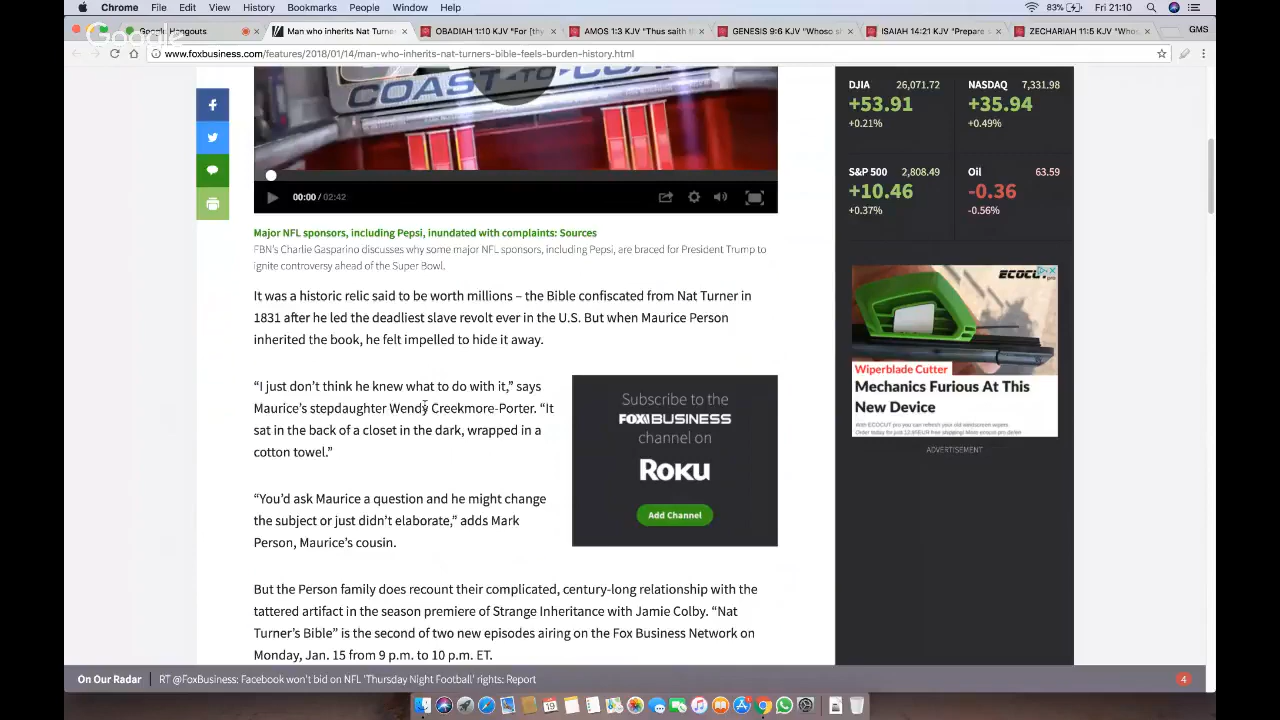 Chrome File Edit View History Bookmarks People Window Help 83% Fri 21:10
Google Hangouts Man who inherits Nat Turner OBADIAH 1:10 KJV "For [thy AMOS 1:3 KJV "Thus saith th GENESIS 9:6 KJV "Whoso sh ISAIAH 14:21 KJV "Prepare s ZECHARIAH 11:5 KJV "Whos GMS
www.foxbusiness.com/features/2018/01/14/man-who-inherits-nat-turners-bible-feels-burden-history.html
COAST-TO-COA
00:00 / 02:42
Major NFL sponsors, including Pepsi, inundated with complaints: Sources
FBN's Charlie Gasparino discusses why some major NFL sponsors, including Pepsi, are braced for President Trump to
ignite controversy ahead of the Super Bowl.
It was a historic relic said to be worth millions – the Bible confiscated from Nat Turner in
1831 after he led the deadliest slave revolt ever in the U.S. But when Maurice Person
inherited the book, he felt impelled to hide it away.
“I just don’t think he knew what to do with it,” says
Maurice’s stepdaughter Wendy Creekmore-Porter. “It
sat in the back of a closet in the dark, wrapped in a
cotton towel.”
“You’d ask Maurice a question and he might change
the subject or just didn’t elaborate,” adds Mark
Person, Maurice’s cousin.
But the Person family does recount their complicated, century-long relationship with the
tattered artifact in the season premiere of Strange Inheritance with Jamie Colby. “Nat
Turner’s Bible” is the second of two new episodes airing on the Fox Business Network on
Monday, Jan. 15 from 9 p.m. to 10 p.m. ET.
Subscribe to the
FOX BUSINESS
channel on
Roku
Add Channel
DJIA 26,071.72
+53.91
+0.21%
NASDAQ 7,331.98
+35.94
+0.49%
S&P 500 2,808.49
+10.46
+0.37%
Oil 63.59
-0.36
-0.56%
ECOCUT
Wiperblade Cutter
Mechanics Furious At This
New Device
ADVERTISEMENT
On Our Radar RT @FoxBusiness: Facebook won't bid on NFL 'Thursday Night Football' rights: Report 4